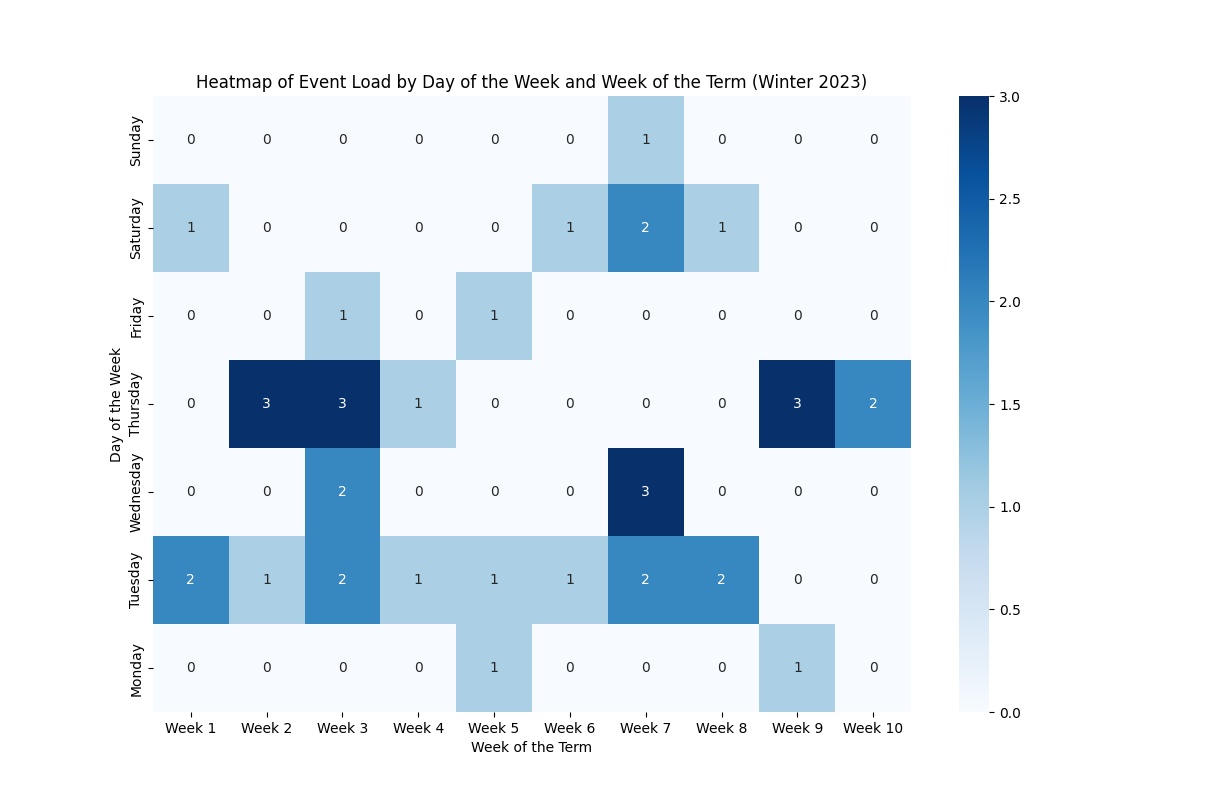 Heatmap of Event Load by Day of the Week and Week of the Term (Winter 2023)
Day of the Week
Sunday 0 0 0 0 0 0 1 0 0 0
Saturday 1 0 0 0 0 1 2 1 0 0
Friday 0 0 1 0 1 0 0 0 0 0
Thursday 0 3 3 1 0 0 0 0 3 2
Wednesday 0 0 2 0 0 0 3 0 0 0
Tuesday 2 1 2 1 1 1 2 2 0 0
Monday 0 0 0 0 1 0 0 0 1 0
Week 1 Week 2 Week 3 Week 4 Week 5 Week 6 Week 7 Week 8 Week 9 Week 10
Week of the Term
3.0
2.5
2.0
1.5
1.0
0.5
0.0